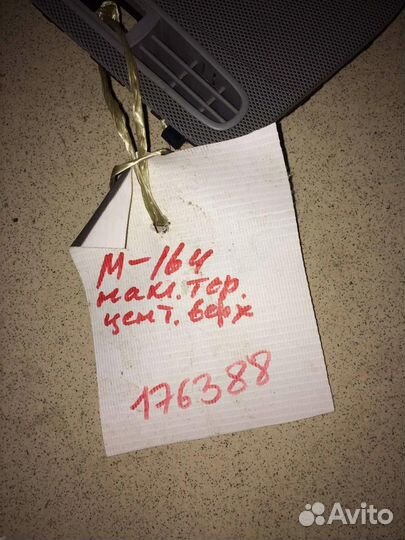 М-164
накл.тор.
цент.верх
176388
Avito